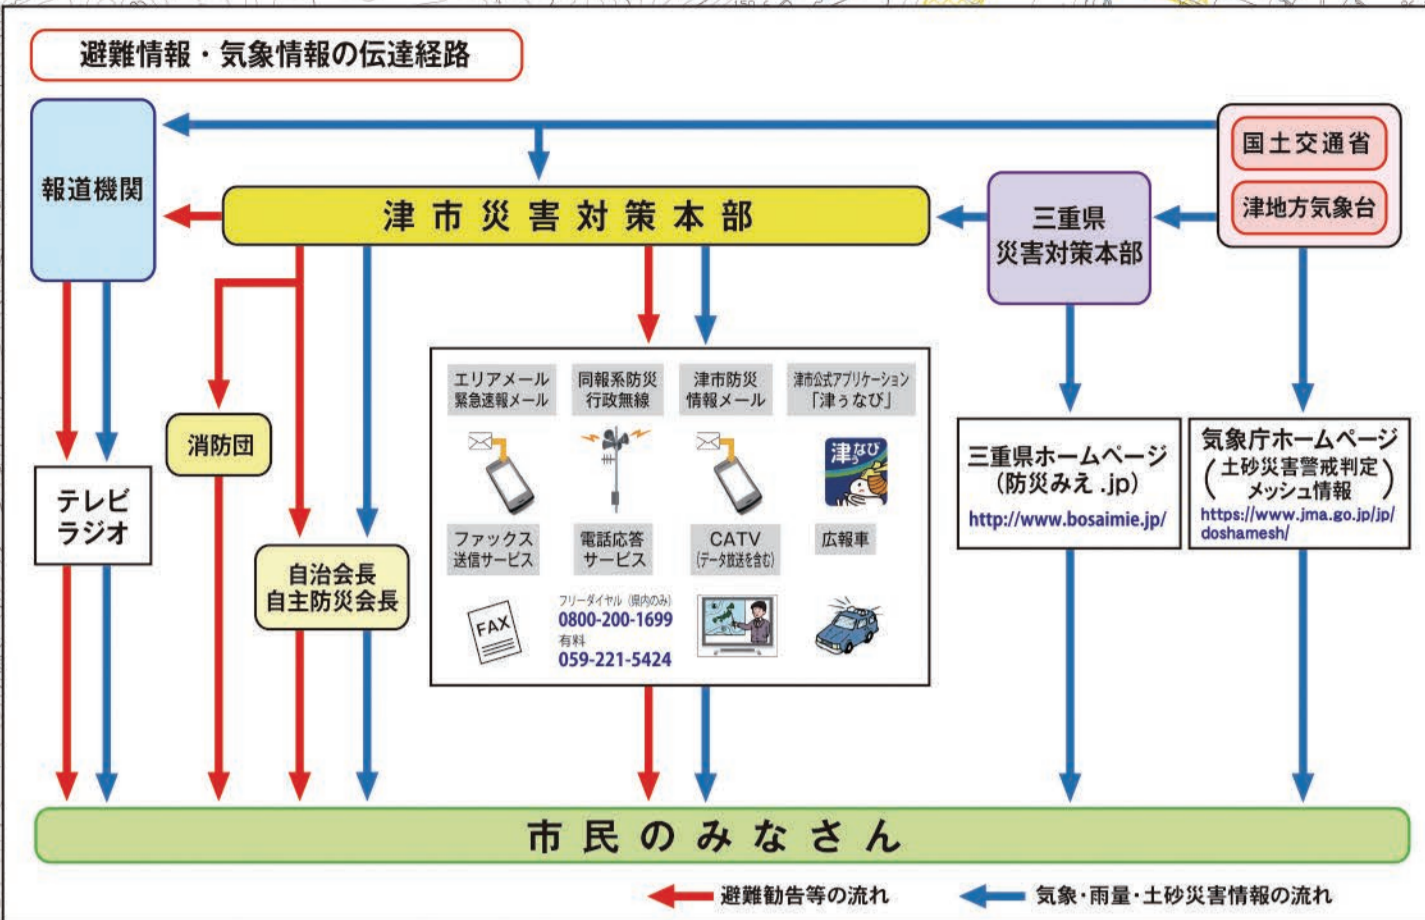 避難情報・気象情報の伝達経路
報道機関
国土交通省
津地方気象台
津市災害対策本部
三重県
災害対策本部
エリアメール
緊急速報メール
同報系防災
行政無線
津市防災
情報メール
津市公式アプリケーション
「津ぅなび」
消防団
津ぅなび
テレビ
ラジオ
三重県ホームページ
(防災みえ.jp)
http://www.bosaimie.jp/
気象庁ホームページ
(土砂災害警戒判定
メッシュ情報)
https://www.jma.go.jp/jp/
doshamesh/
ファックス
送信サービス
電話応答
サービス
CATV
(データ放送を含む)
広報車
自治会長
自主防災会長
FAX
フリーダイヤル(県内のみ)
0800-200-1699
有料
059-221-5424
市民のみなさん
避難勧告等の流れ
気象・雨量・土砂災害情報の流れ